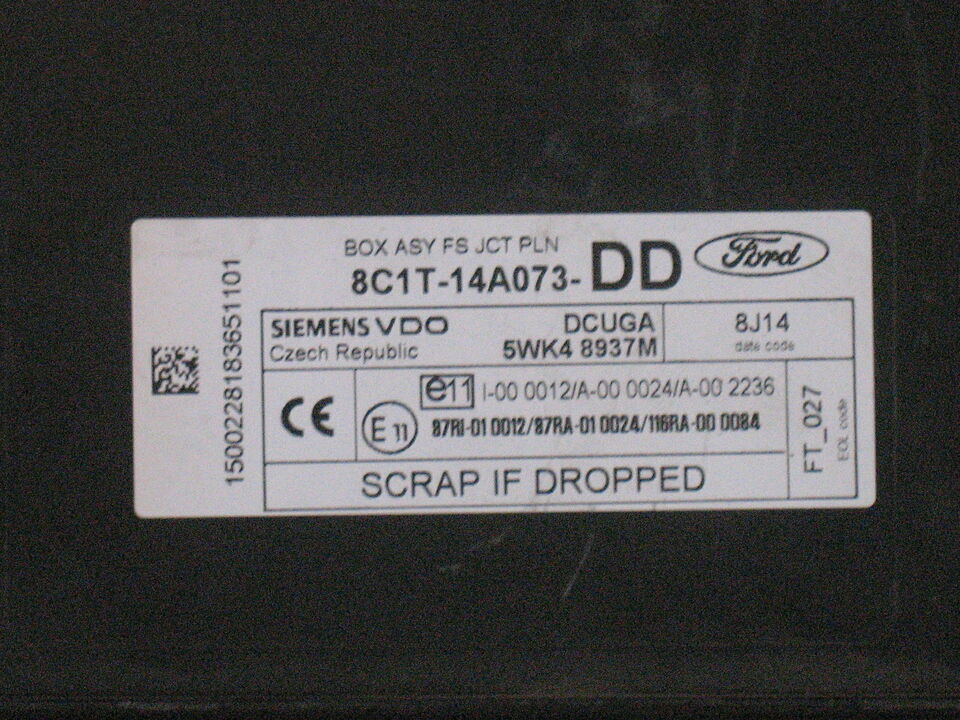 BOX ASY FS JCT PLN
8C1T-14A073-DD
Ford
SIEMENS VDO
Czech Republic
DCUGA
5WK4 8937M
8J14
date code
CE
e11 I-00 0012/A-00 0024/A-00 2236
E 11 87RI-01 0012/87RA-01 0024/116RA-00 0084
SCRAP IF DROPPED
FT_027
EOL code
1500228183651101